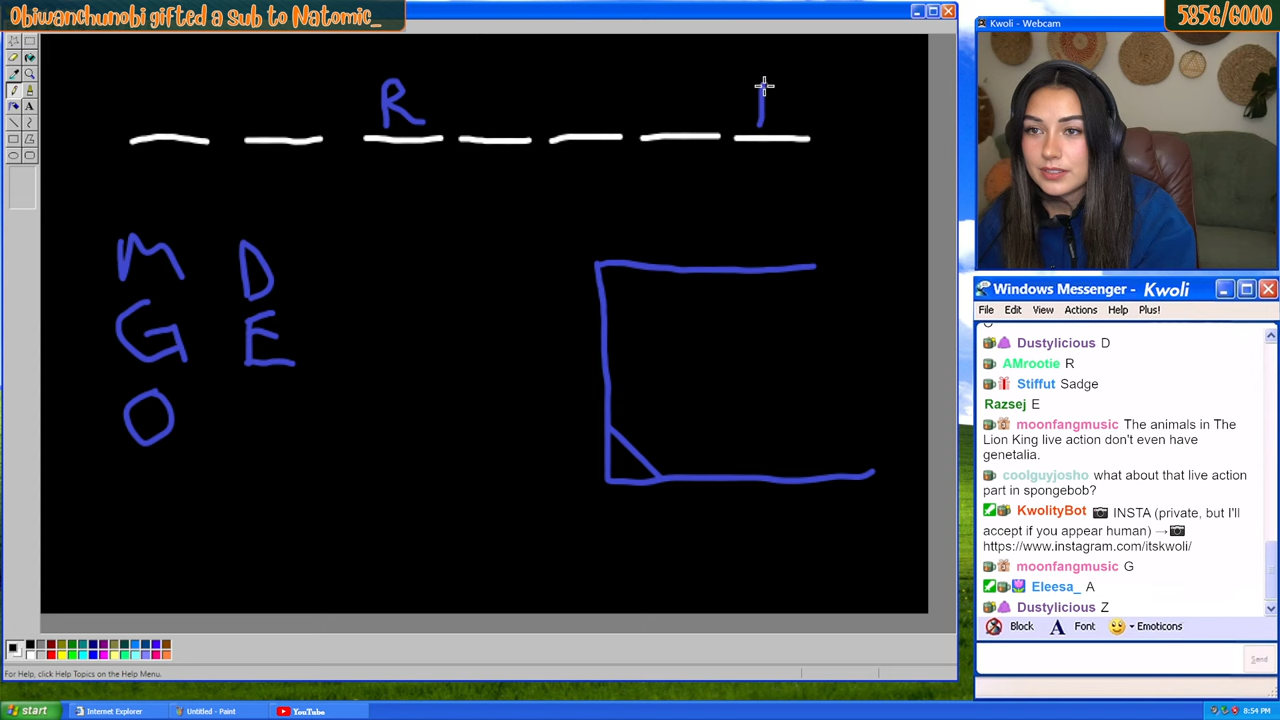 Obiwanchunobi gifted a sub to Natomic_
5856/6000
Kwoli - Webcam
R
M D
G E
O
Windows Messenger - Kwoli
File Edit View Actions Plus!
Dustylicious D
AMrootie R
Stiffut Sadge
Razsej E
moonfangmusic The animals in The
Lion King live action don't even have
genetalia.
coolguyjosho what about that live action
part in spongebob?
KwolityBot INSTA (private, but I'll
accept if you appear human) →
https://www.instagram.com/itskwoli/
moonfangmusic G
Eleesa_ A
Dustylicious Z
Block A Font Emoticons
Send
For Help, click Help Topics on the Help Menu.
start Internet Explorer Untitled - Paint YouTube 8:54 PM